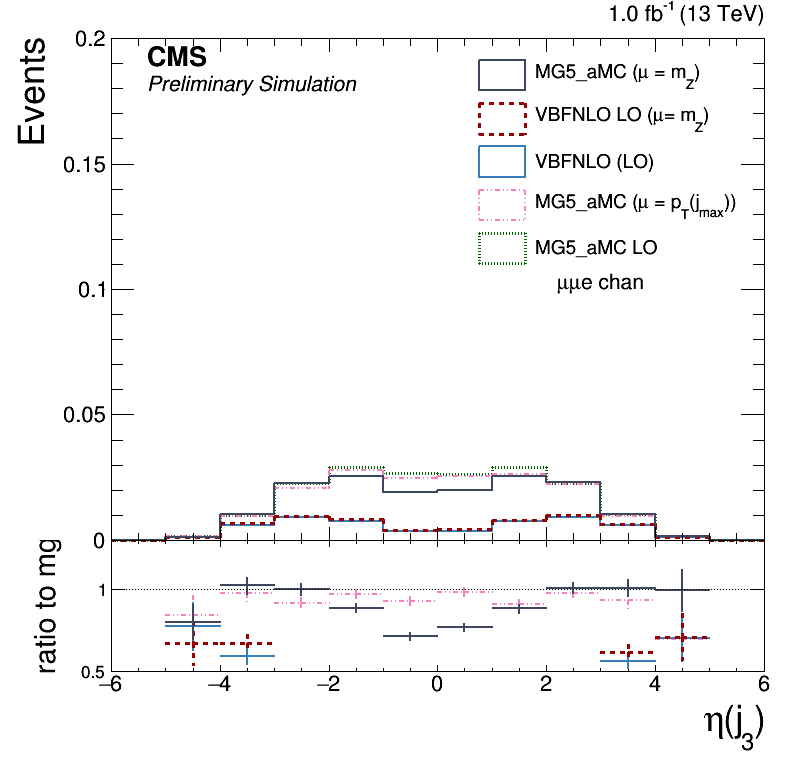 1.0 fb⁻¹ (13 TeV)
CMS
Preliminary Simulation
Events
0.2
0.15
0.1
0.05
0
MG5_aMC (μ = m_Z)
VBFNLO LO (μ= m_Z)
VBFNLO (LO)
MG5_aMC (μ = p_T(j_max))
MG5_aMC LO
μμe chan
ratio to mg
1
0.5
−6 −4 −2 0 2 4 6
η(j_3)